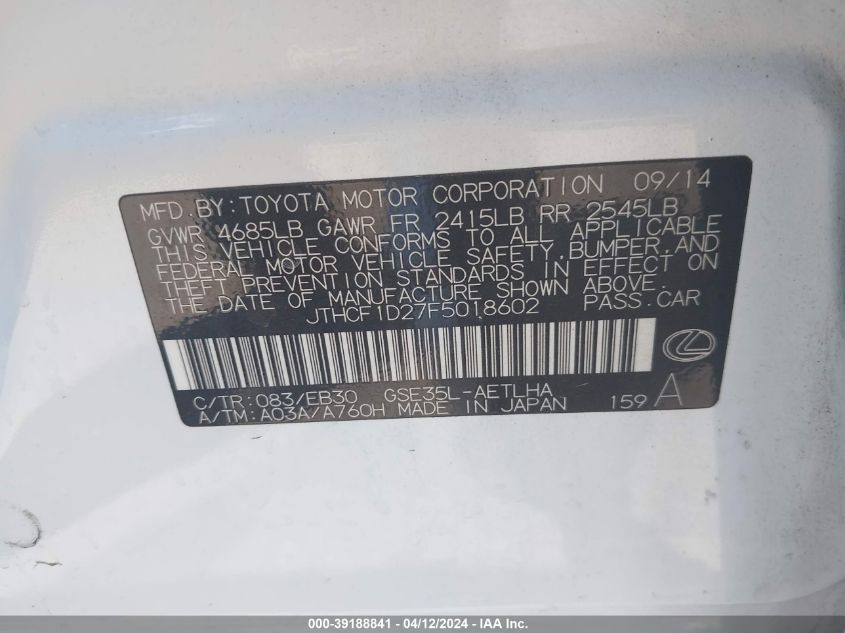 MFD. BY: TOYOTA MOTOR CORPORATION 09/14
GVWR 4685LB GAWR FR 2415LB RR 2545LB
THIS VEHICLE CONFORMS TO ALL APPLICABLE
FEDERAL MOTOR VEHICLE SAFETY, BUMPER, AND
THEFT PREVENTION STANDARDS IN EFFECT ON
THE DATE OF MANUFACTURE SHOWN ABOVE.
JTHCF1D27F5018602 PASS. CAR
C/TR: 083/EB30 GSE35L-AETLHA
A/TM: A03A/A760H MADE IN JAPAN 159 A
000-39188841 - 04/12/2024 - IAA Inc.